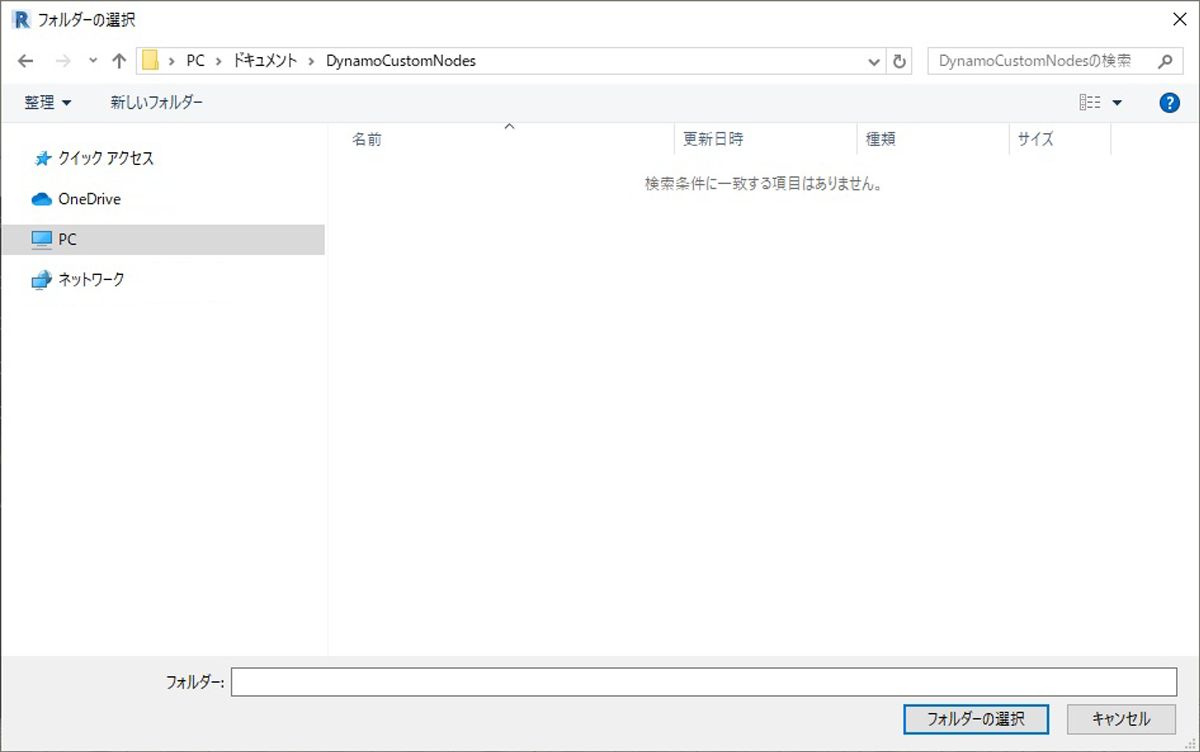 R フォルダーの選択
PC › ドキュメント › DynamoCustomNodes
DynamoCustomNodesの検索
整理 新しいフォルダー ?
クイック アクセス
OneDrive
PC
ネットワーク
名前 更新日時 種類 サイズ
検索条件に一致する項目はありません。
フォルダー:
フォルダーの選択 キャンセル